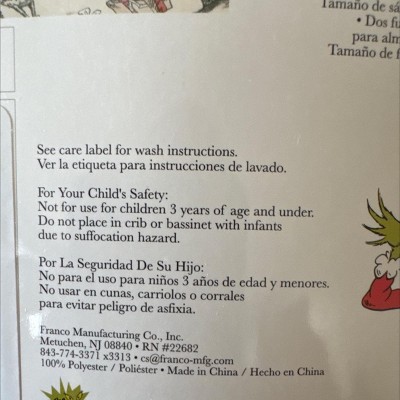 Tamaño de sá
• Dos fu
para alm
Tamaño de f
See care label for wash instructions.
Ver la etiqueta para instrucciones de lavado.
For Your Child's Safety:
Not for use for children 3 years of age and under.
Do not place in crib or bassinet with infants
due to suffocation hazard.
Por La Seguridad De Su Hijo:
No para el uso para niños 3 años de edad y menores.
No usar en cunas, carriolos o corrales
para evitar peligro de asfixia.
Franco Manufacturing Co., Inc.
Metuchen, NJ 08840 • RN #22682
843-774-3371 x3313 • cs@franco-mfg.com
100% Polyester / Poliéster • Made in China / Hecho en China